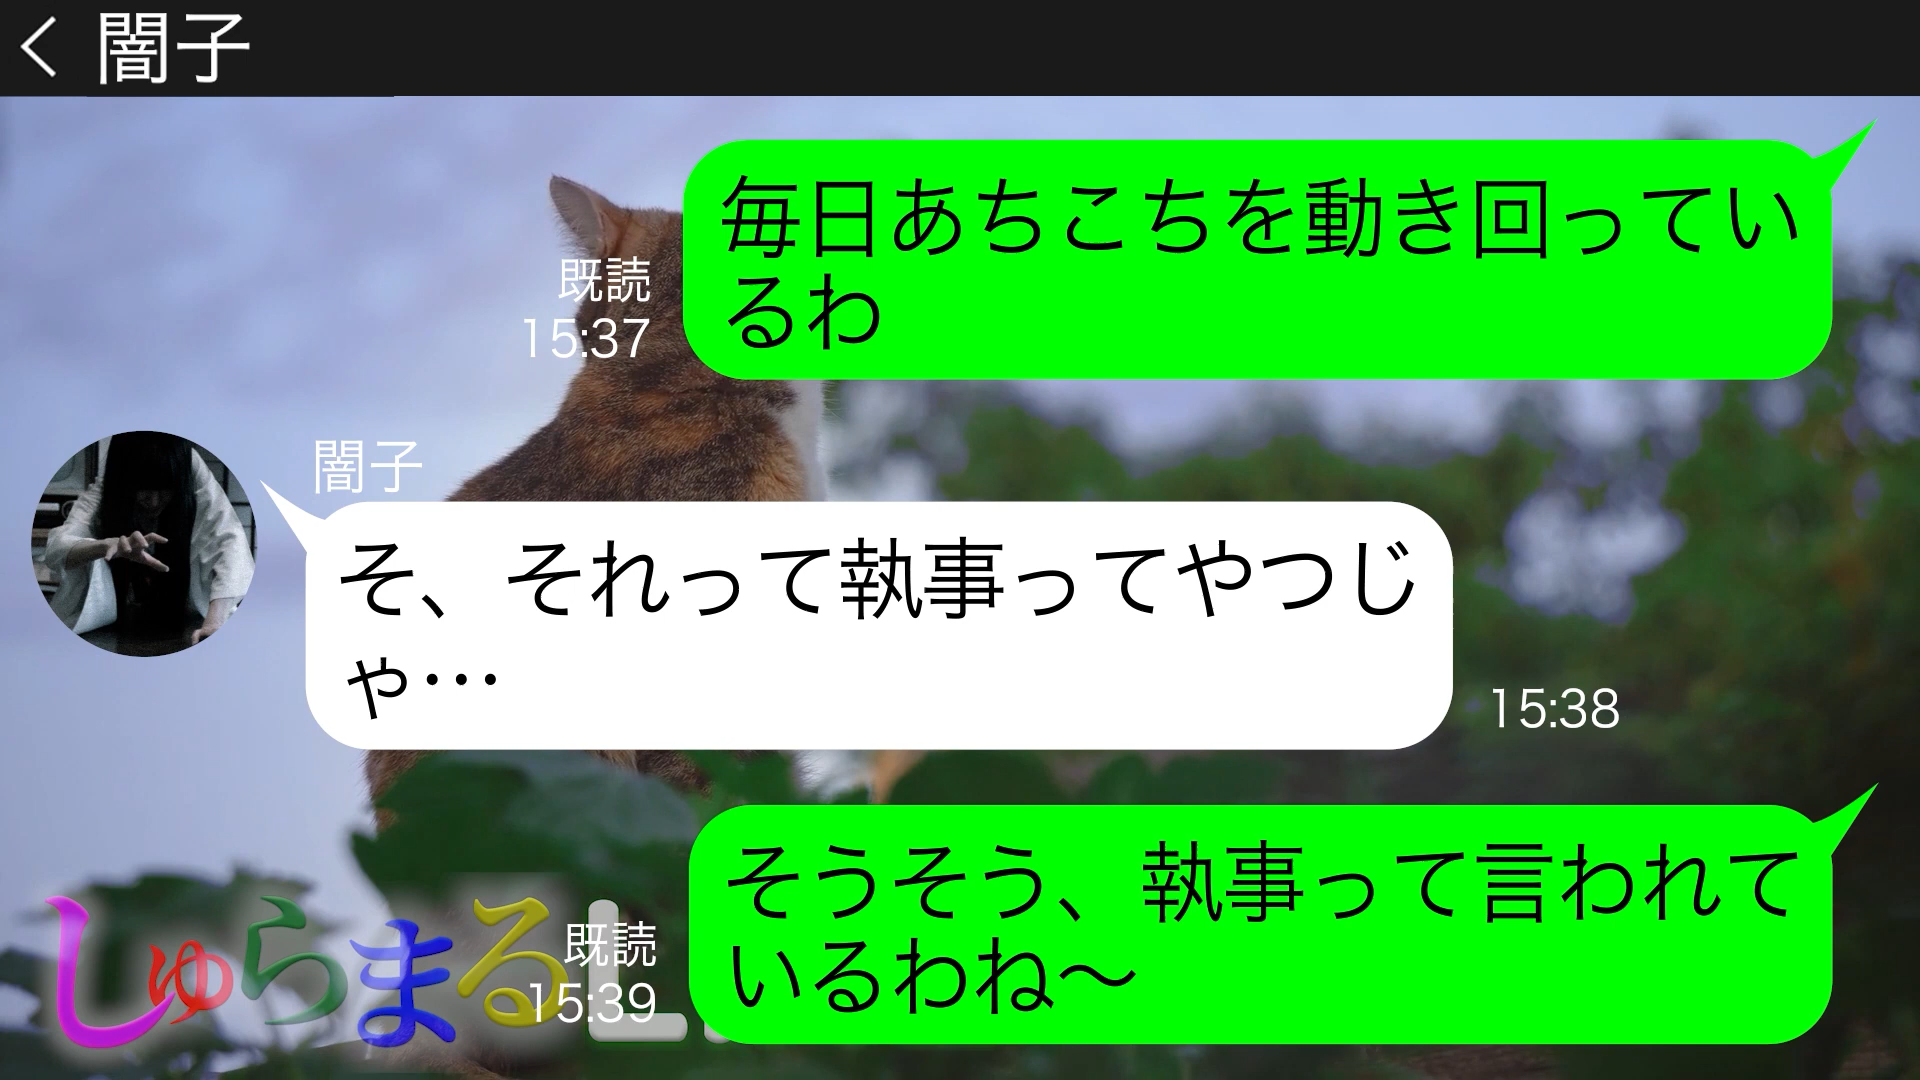 闇子
毎日あちこちを動き回ってい
るわ
既読
15:37
闇子
そ、それって執事ってやつじ
ゃ…
15:38
そうそう、執事って言われて
いるわね～
既読
15:39
しゅらまるL